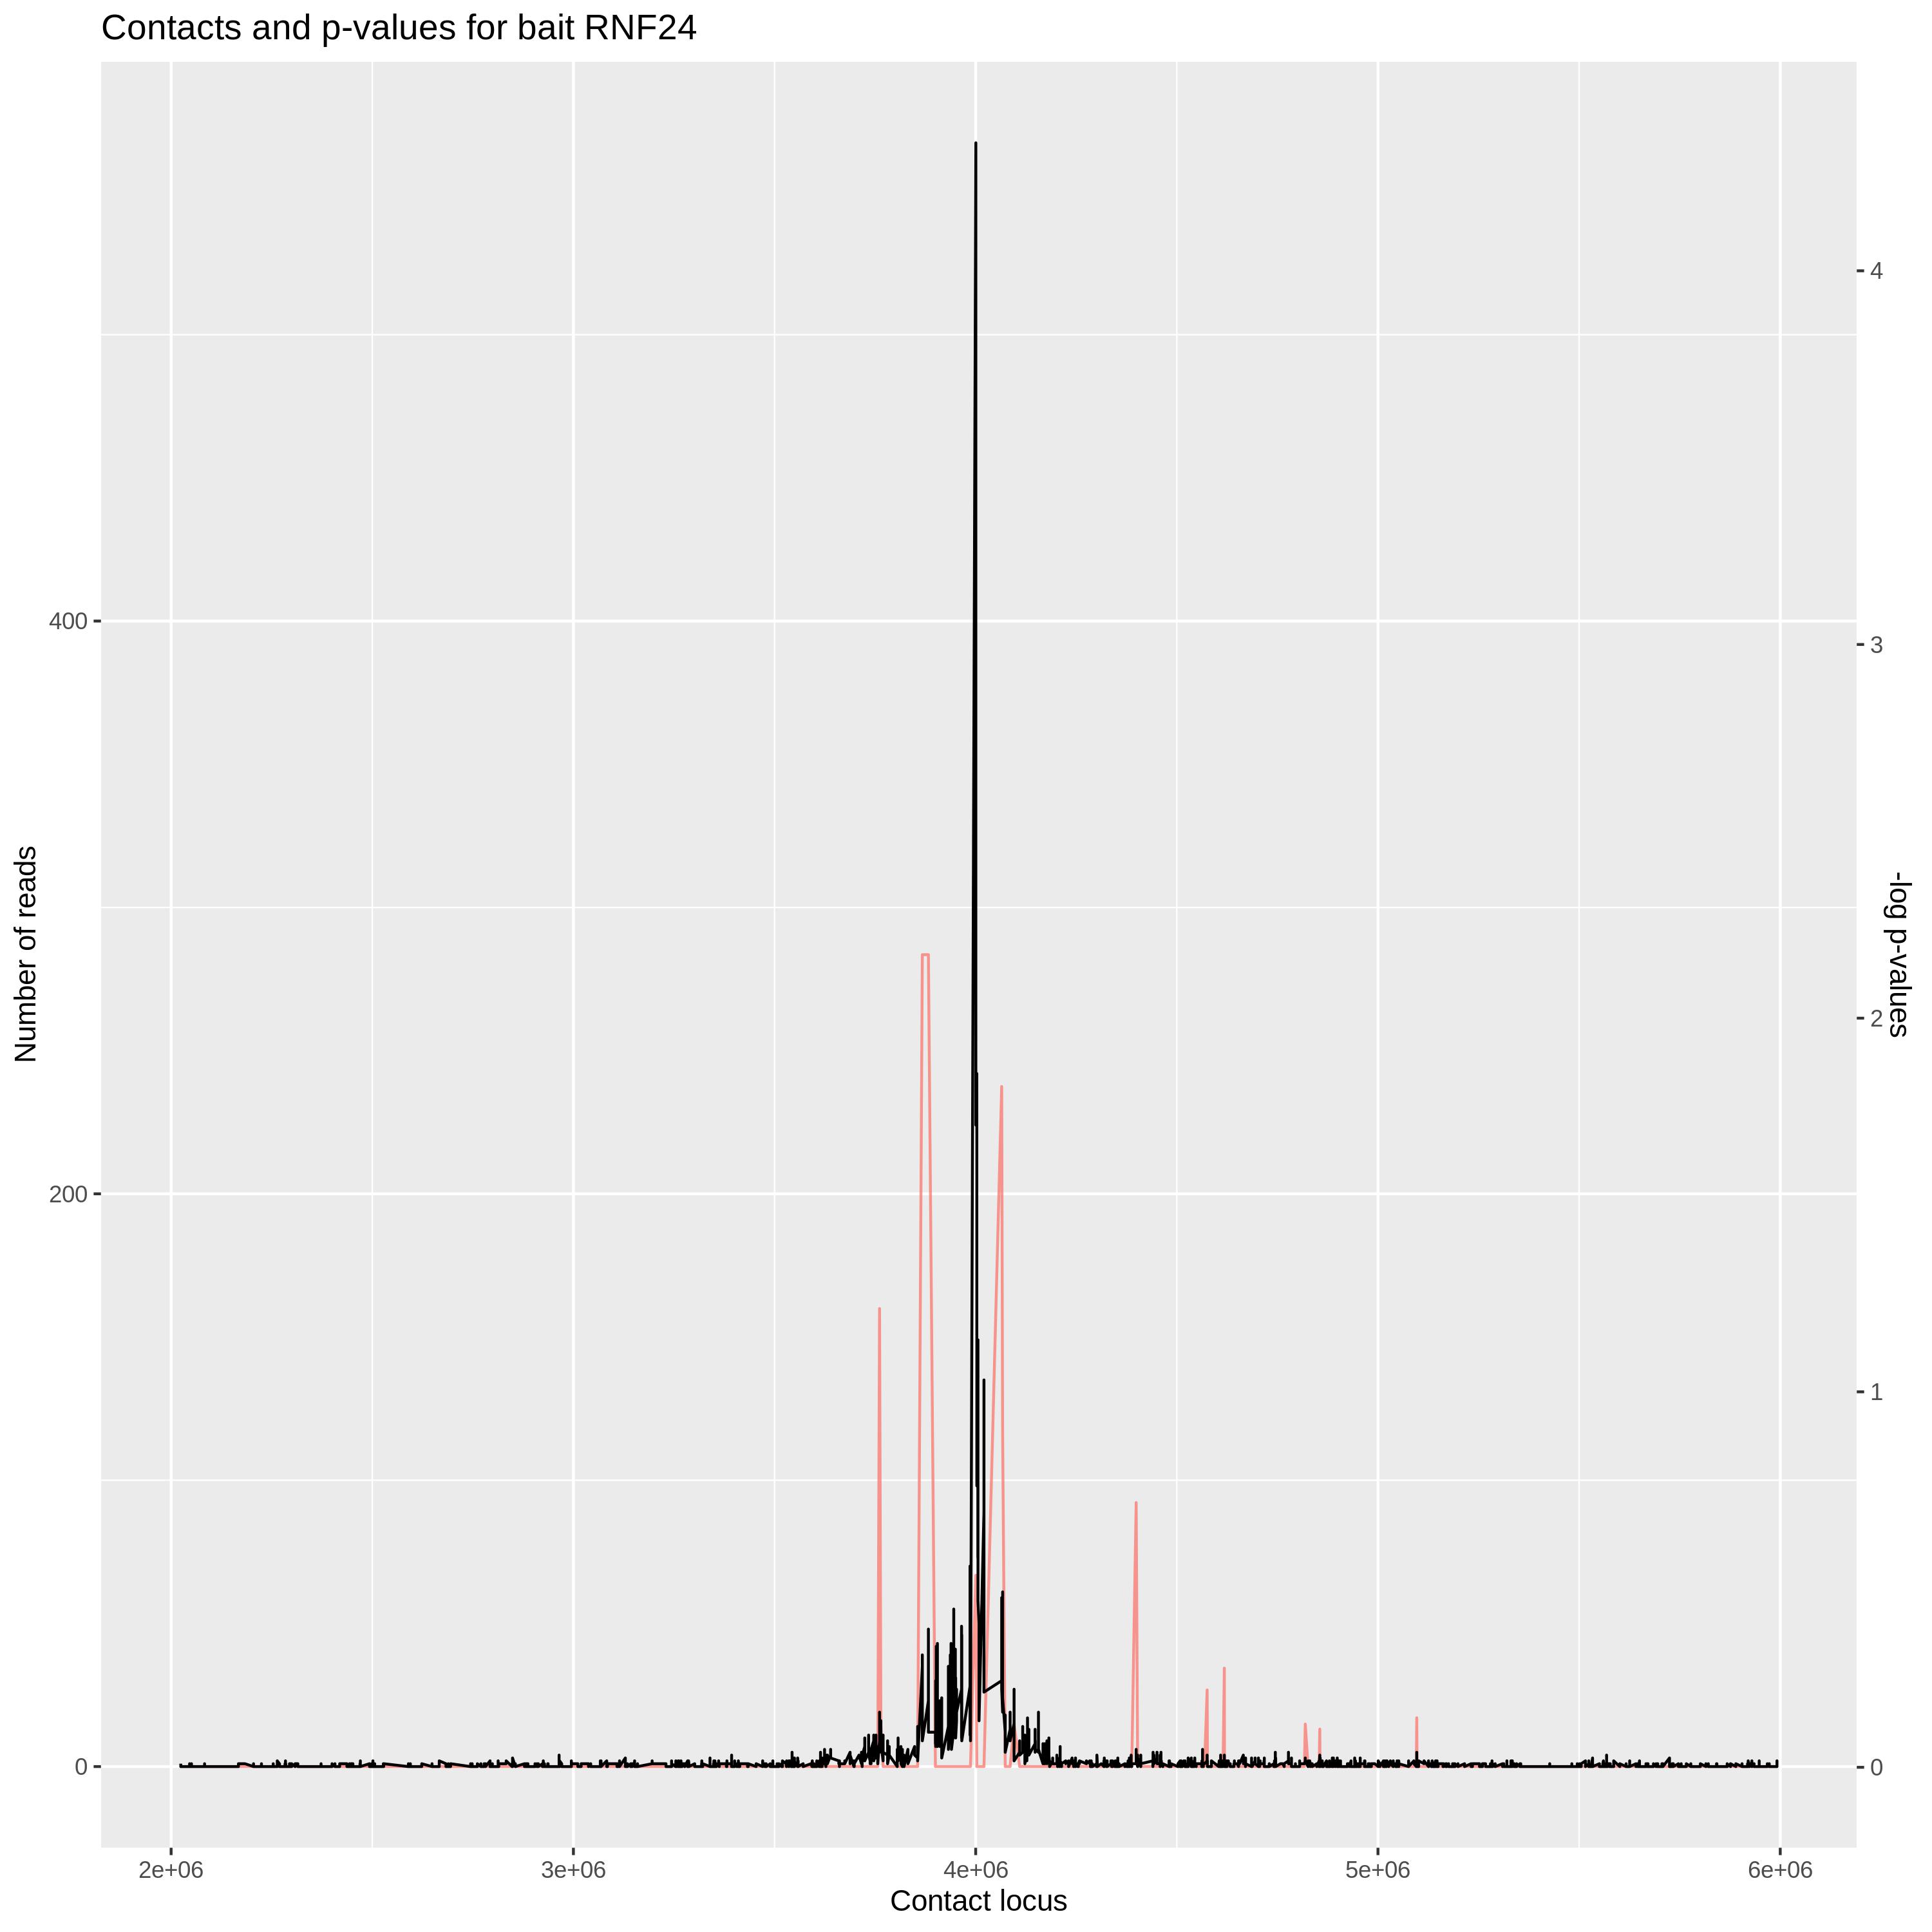 Contacts and p-values for bait RNF24
Number of reads
400
200
0
4
3
2
1
0
-log p-values
2e+06
3e+06
4e+06
5e+06
6e+06
Contact locus